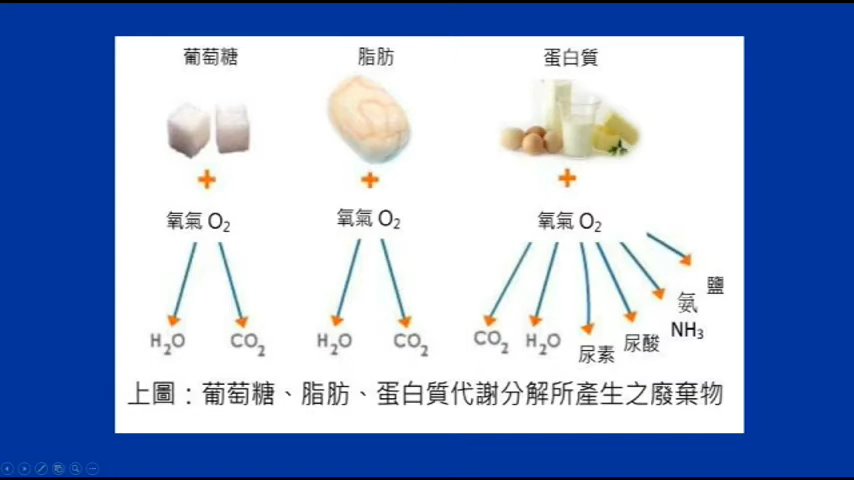 葡萄糖
脂肪
蛋白質
氧氣 O₂
氧氣 O₂
氧氣 O₂
H₂O
CO₂
H₂O
CO₂
CO₂
H₂O
尿素
尿酸
氨
NH₃
鹽
上圖：葡萄糖、脂肪、蛋白質代謝分解所產生之廢棄物